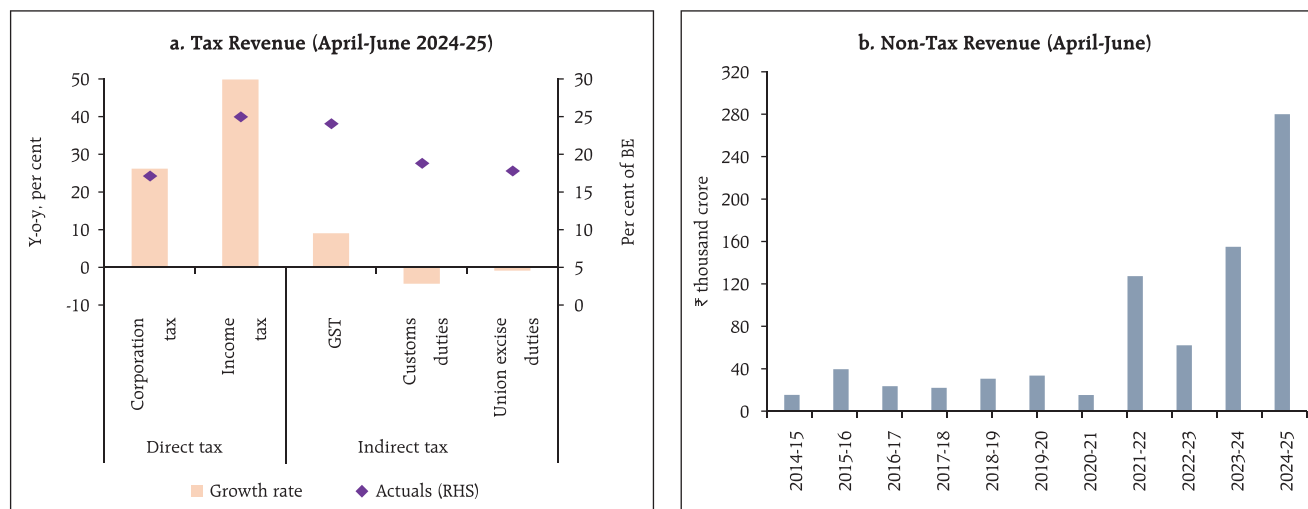 a. Tax Revenue (April-June 2024-25)
Y-o-y, per cent
50
40
30
20
10
0
-10
30
25
20
15
10
5
0
Per cent of BE
Corporation
tax
Income
tax
GST
Customs
duties
Union excise
duties
Direct tax
Indirect tax
Growth rate
Actuals (RHS)
b. Non-Tax Revenue (April-June)
₹ thousand crore
320
280
240
200
160
120
80
40
0
2014-15
2015-16
2016-17
2017-18
2018-19
2019-20
2020-21
2021-22
2022-23
2023-24
2024-25